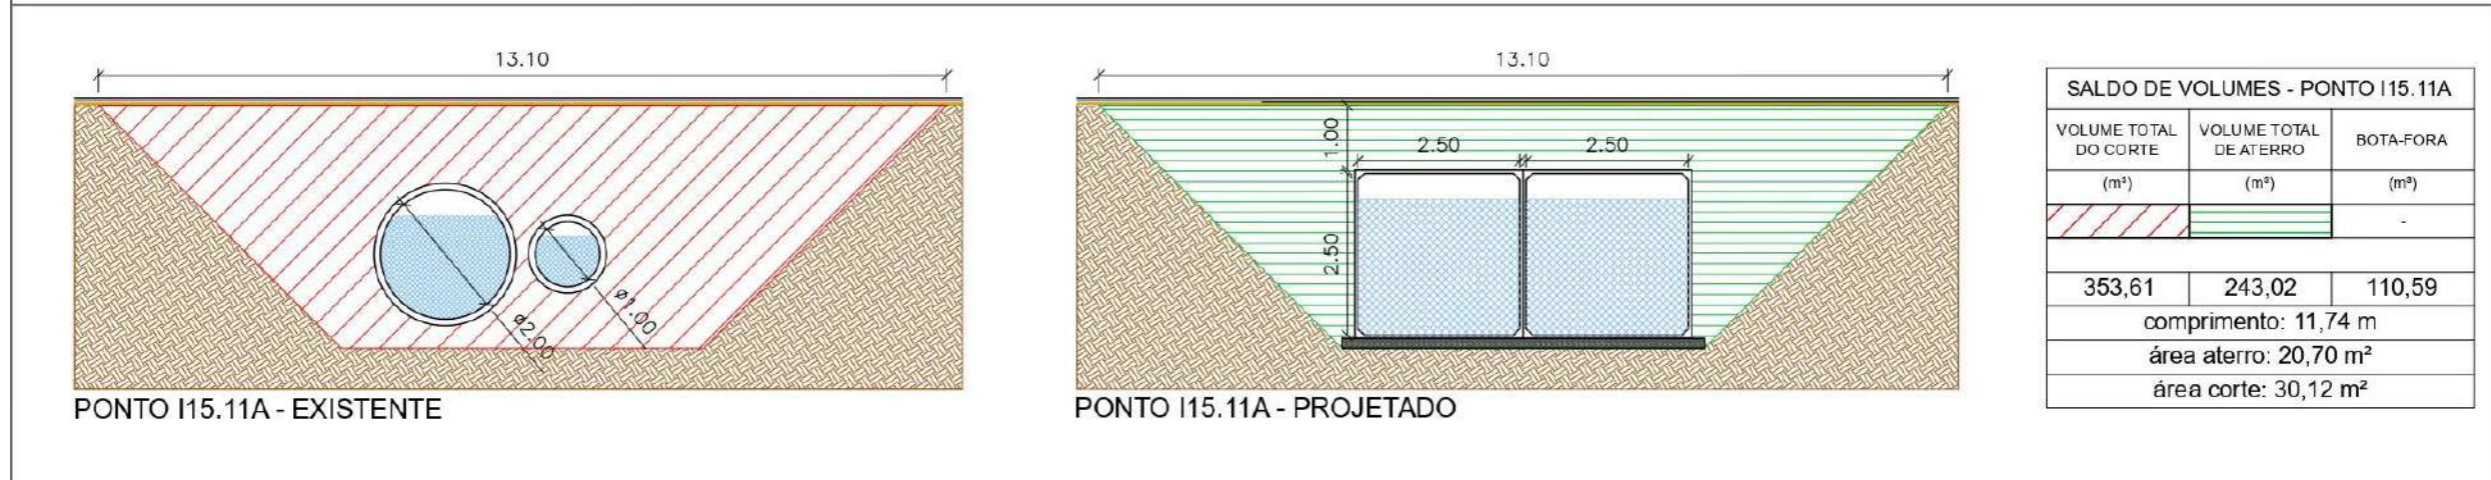 13.10
ø2.00
ø1.00
PONTO I15.11A - EXISTENTE
13.10
1.00
2.50
2.50
2.50
PONTO I15.11A - PROJETADO
SALDO DE VOLUMES - PONTO I15.11A
VOLUME TOTAL DO CORTE
VOLUME TOTAL DE ATERRO
BOTA-FORA
(m³)
(m³)
(m³)
-
353,61
243,02
110,59
comprimento: 11,74 m
área aterro: 20,70 m²
área corte: 30,12 m²